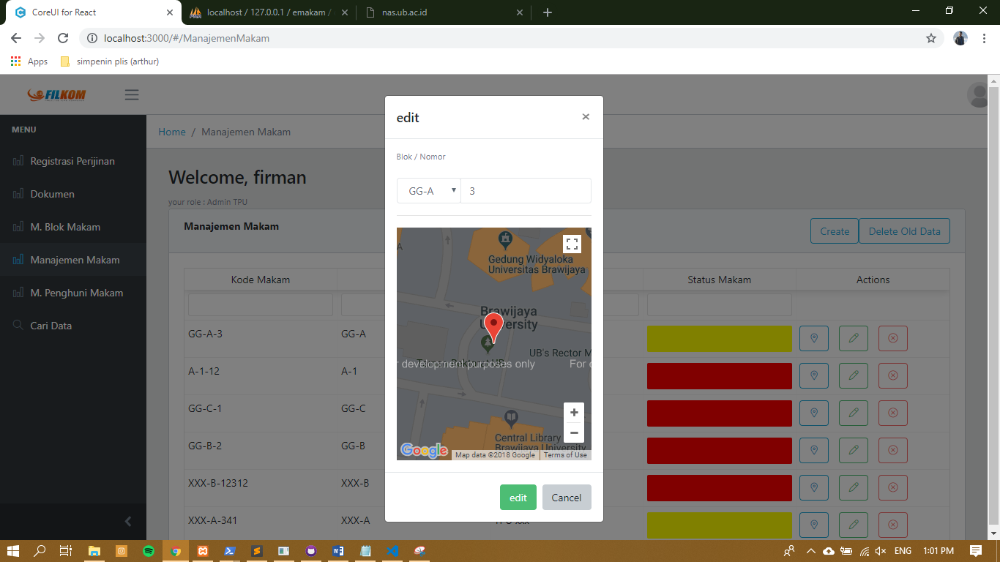 CoreUI for React
localhost / 127.0.0.1 / emakam /
nas.ub.ac.id
localhost:3000/#/ManajemenMakam
Apps
simpenin plis (arthur)
FILKOM
MENU
Registrasi Perijinan
Dokumen
M. Blok Makam
Manajemen Makam
M. Penghuni Makam
Cari Data
Home / Manajemen Makam
Welcome, firman
your role : Admin TPU
Manajemen Makam
Create
Delete Old Data
Kode Makam
Status Makam
Actions
GG-A-3 GG-A
A-1-12 A-1
GG-C-1 GG-C
GG-B-2 GG-B
XXX-B-12312 XXX-B
XXX-A-341 XXX-A
edit
×
Blok / Nomor
GG-A 3
Gedung Widyaloka
Universitas Brawijaya
Brawijaya
University
UB's Rector M
development purposes only
For
Central Library
Brawijaya University
Google
Map data ©2018 Google
Terms of Use
edit
Cancel
ENG
1:01 PM